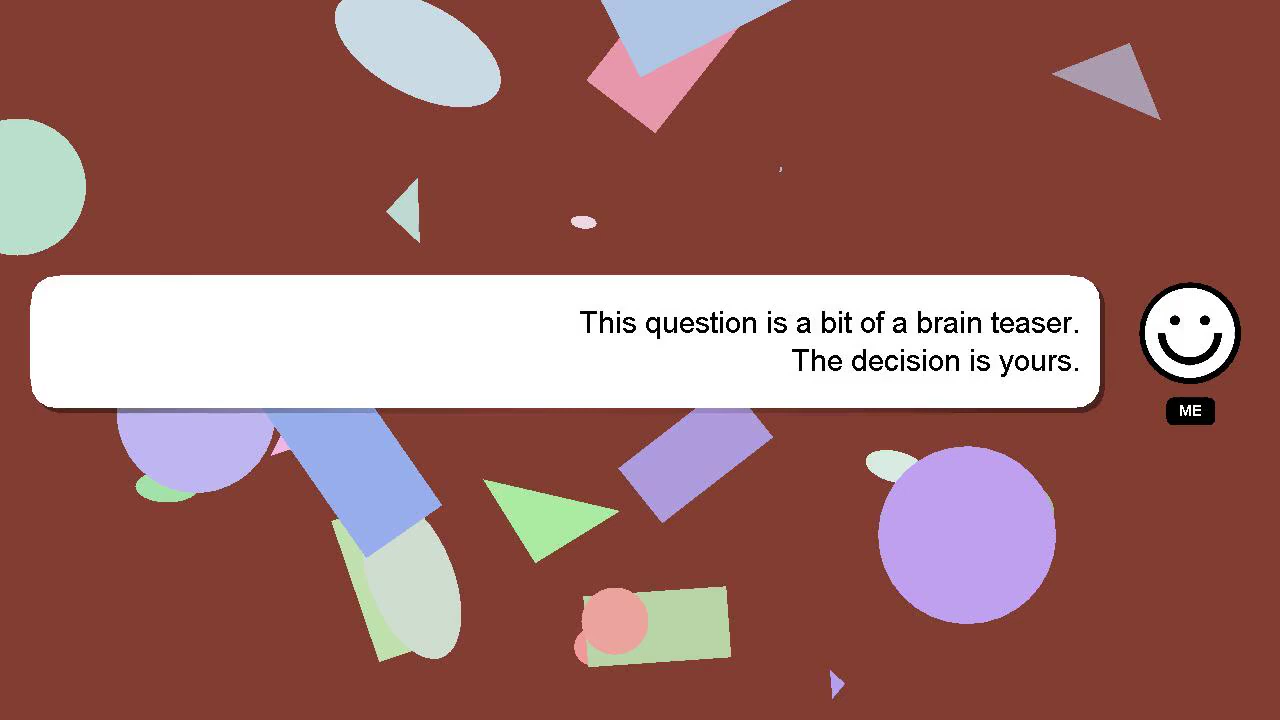 This question is a bit of a brain teaser.
The decision is yours.
ME